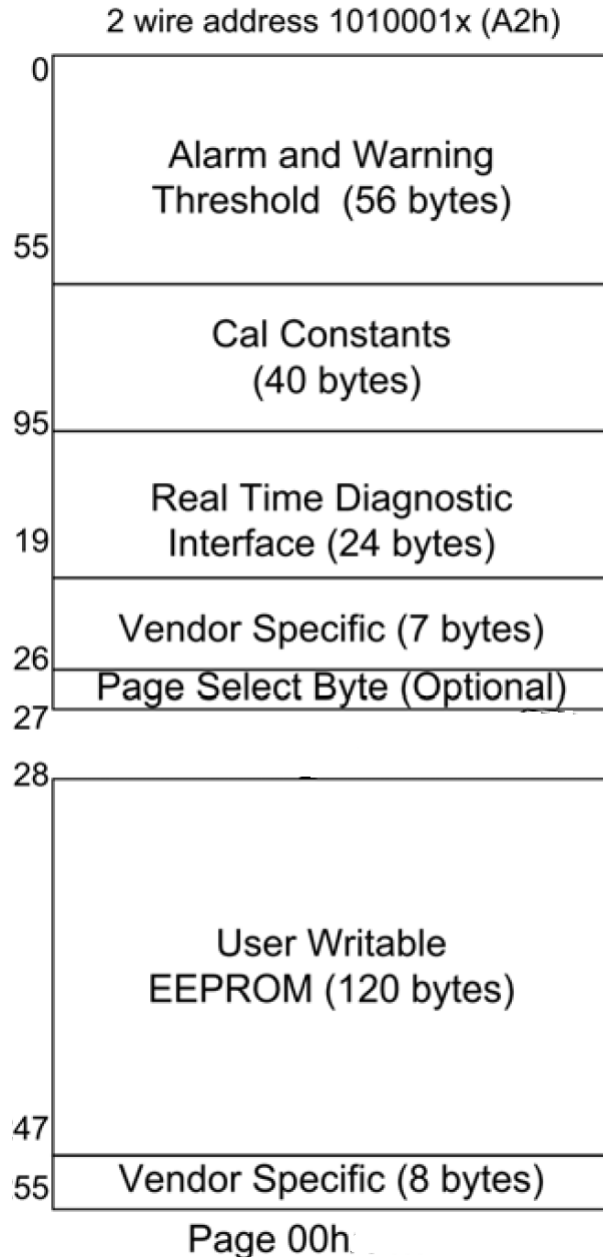 2 wire address 1010001x (A2h)
0
Alarm and Warning
Threshold (56 bytes)
55
Cal Constants
(40 bytes)
95
Real Time Diagnostic
19
Interface (24 bytes)
Vendor Specific (7 bytes)
26
Page Select Byte (Optional)
27
28
User Writable
EEPROM (120 bytes)
47
Vendor Specific (8 bytes)
55
Page 00h